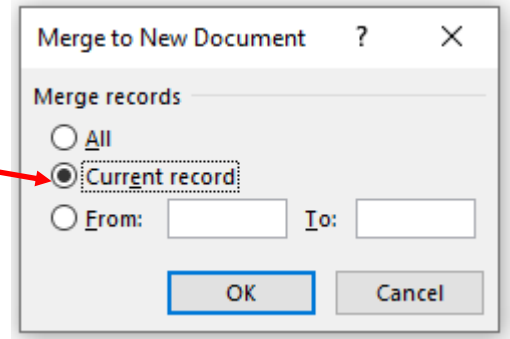 Merge to New Document ?
Merge records
All
Current record
From: To:
OK Cancel